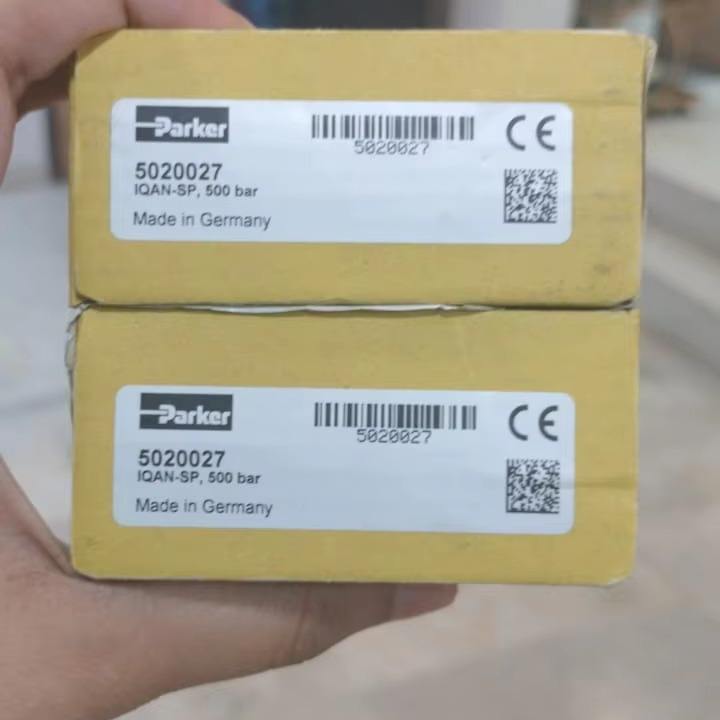 Parker
5020027
5020027
IQAN-SP, 500 bar
Made in Germany
CE
Parker
5020027
5020027
IQAN-SP, 500 bar
Made in Germany
CE